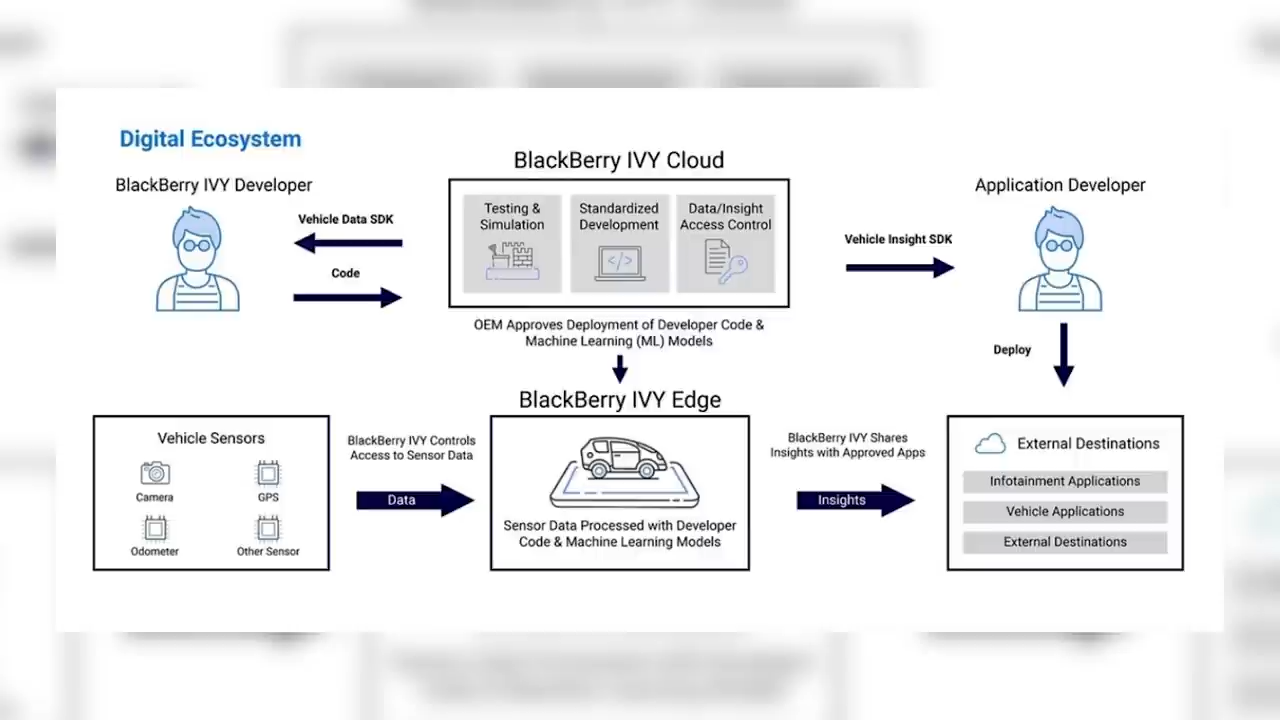 Digital Ecosystem
BlackBerry IVY Developer
Vehicle Data SDK
Code
BlackBerry IVY Cloud
Testing &
Simulation
Standardized
Development
Data/Insight
Access Control
Vehicle Insight SDK
Application Developer
OEM Approves Deployment of Developer Code &
Machine Learning (ML) Models
Deploy
Vehicle Sensors
Camera
GPS
Odometer
Other Sensor
BlackBerry IVY Controls
Access to Sensor Data
Data
BlackBerry IVY Edge
Sensor Data Processed with Developer
Code & Machine Learning Models
BlackBerry IVY Shares
Insights with Approved Apps
Insights
External Destinations
Infotainment Applications
Vehicle Applications
External Destinations